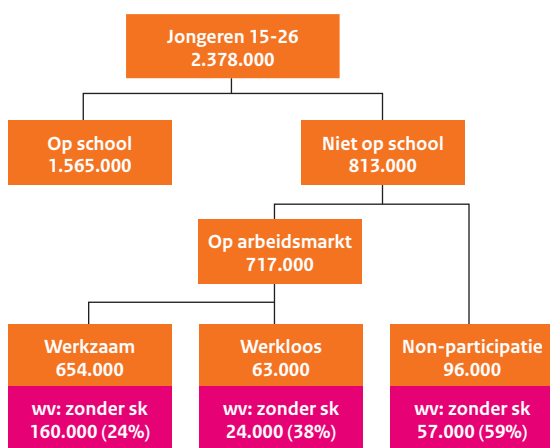 Jongeren 15-26
2.378.000
Op school
1.565.000
Niet op school
813.000
Op arbeidsmarkt
717.000
Werkzaam
654.000
wv: zonder sk
160.000 (24%)
Werkloos
63.000
wv: zonder sk
24.000 (38%)
Non-participatie
96.000
wv: zonder sk
57.000 (59%)